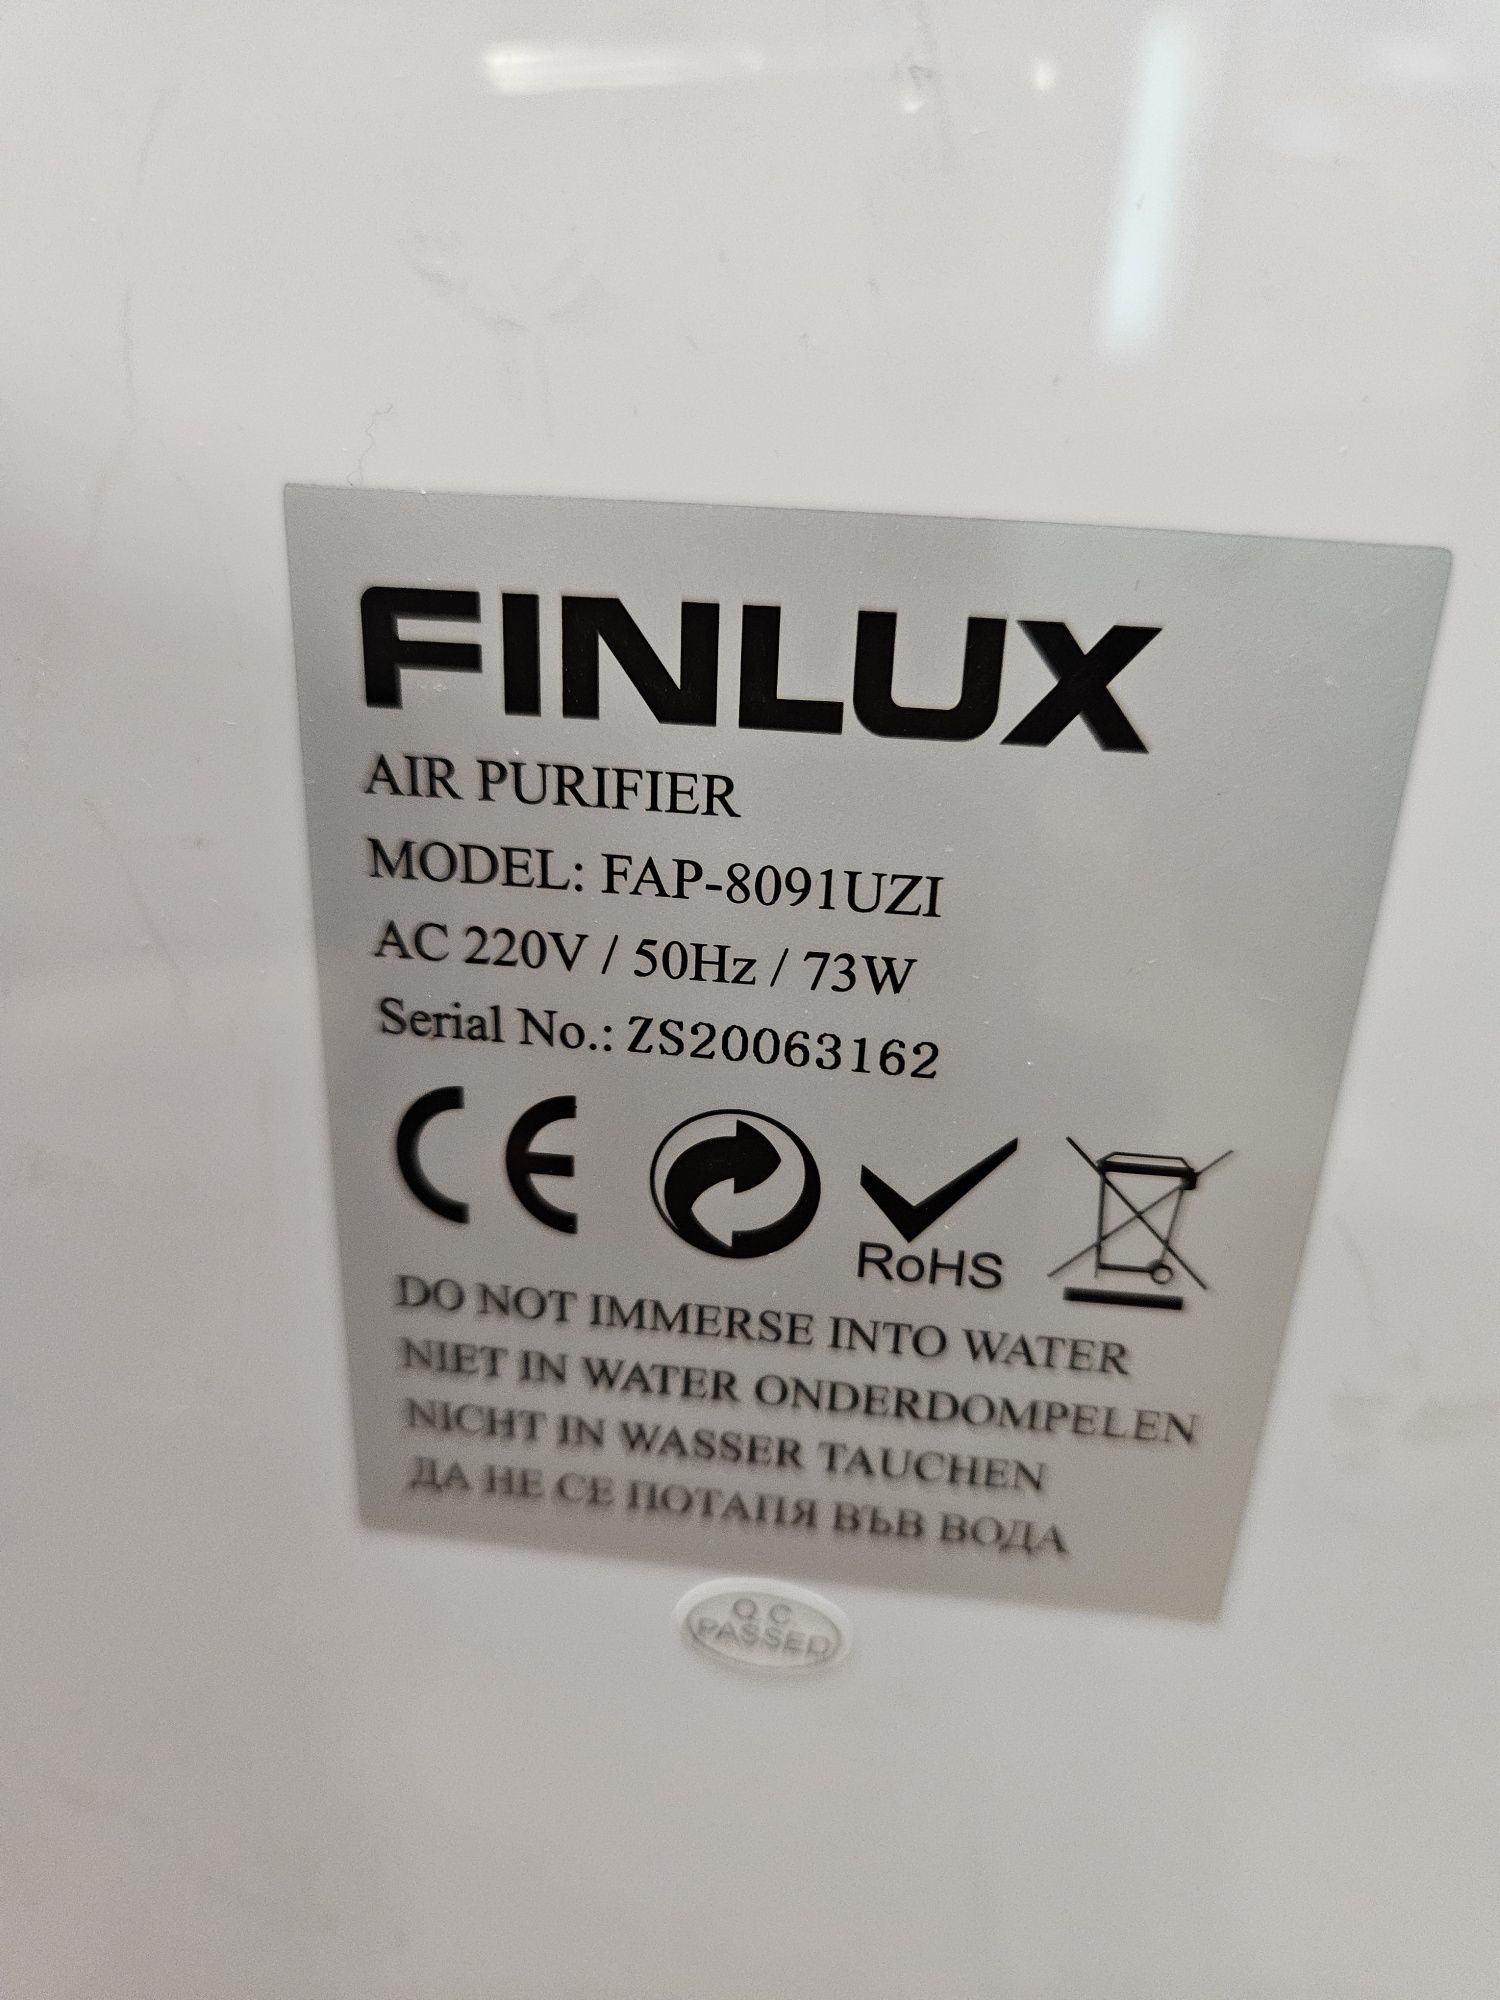 FINLUX
AIR PURIFIER
MODEL: FAP-8091UZI
AC 220V / 50Hz / 73W
Serial No.: ZS20063162
CE
RoHS
DO NOT IMMERSE INTO WATER
NIET IN WATER ONDERDOMPELEN
NICHT IN WASSER TAUCHEN
ДА НЕ СЕ ПОТАПЯ ВЪВ ВОДА
Q.C.
PASSED